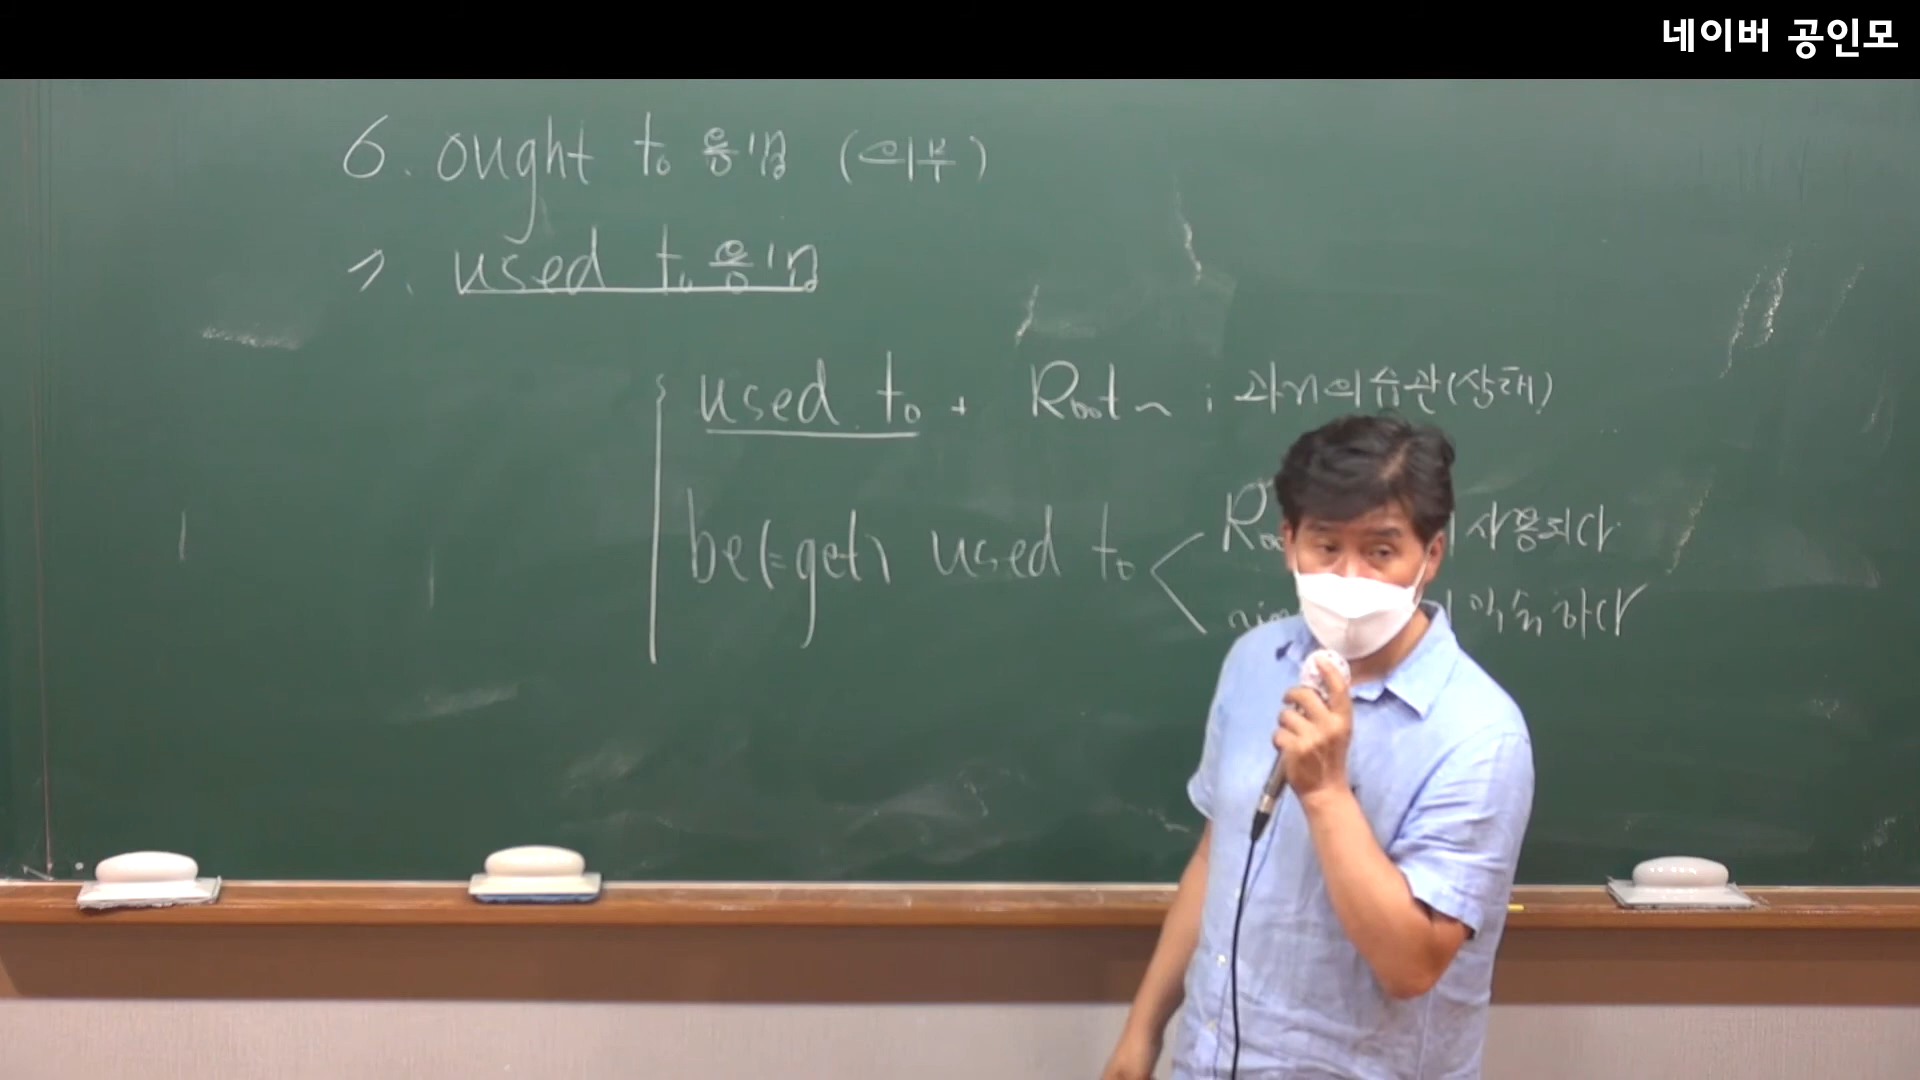 네이버 공인모
6. ought to 용법 (의무)
7. used to 용법
used to + Root ~ ; 과거의 습관(상태)
be(=get) used to < 사용되다
익숙하다